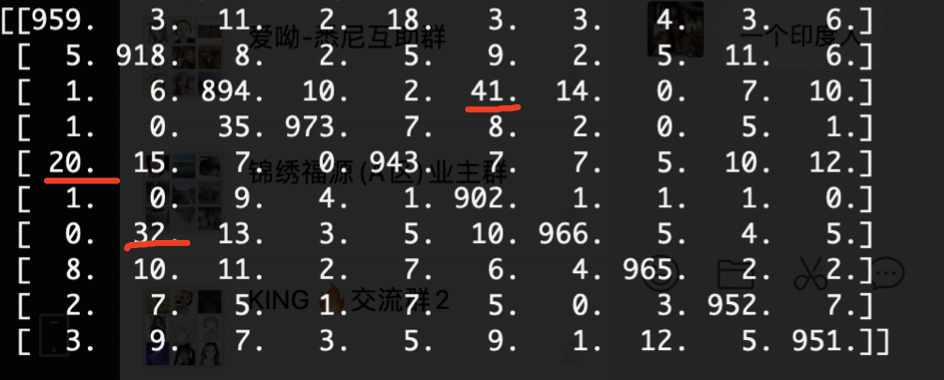 [[959. 3. 11. 2. 18. 3. 3. 4. 3. 6.]
爱呦-悉尼互助群
一个印度人
[ 5. 918. 8. 2. 5. 9. 2. 5. 11. 6.]
[ 1. 6. 894. 10. 2. 41. 14. 0. 7. 10.]
[ 1. 0. 35. 973. 7. 8. 2. 0. 5. 1.]
[ 20. 15. 7. 0. 943. 7. 7. 5. 10. 12.]
锦绣福源 (A区)业主群
[ 1. 0. 9. 4. 1. 902. 1. 1. 1. 0.]
[ 0. 32. 13. 3. 5. 10. 966. 5. 4. 5.]
[ 8. 10. 11. 2. 7. 6. 4. 965. 2. 2.]
KING 🔥交流群2
[ 2. 7. 5. 1. 7. 5. 0. 3. 952. 7.]
[ 3. 9. 7. 3. 5. 9. 1. 12. 5. 951.]]